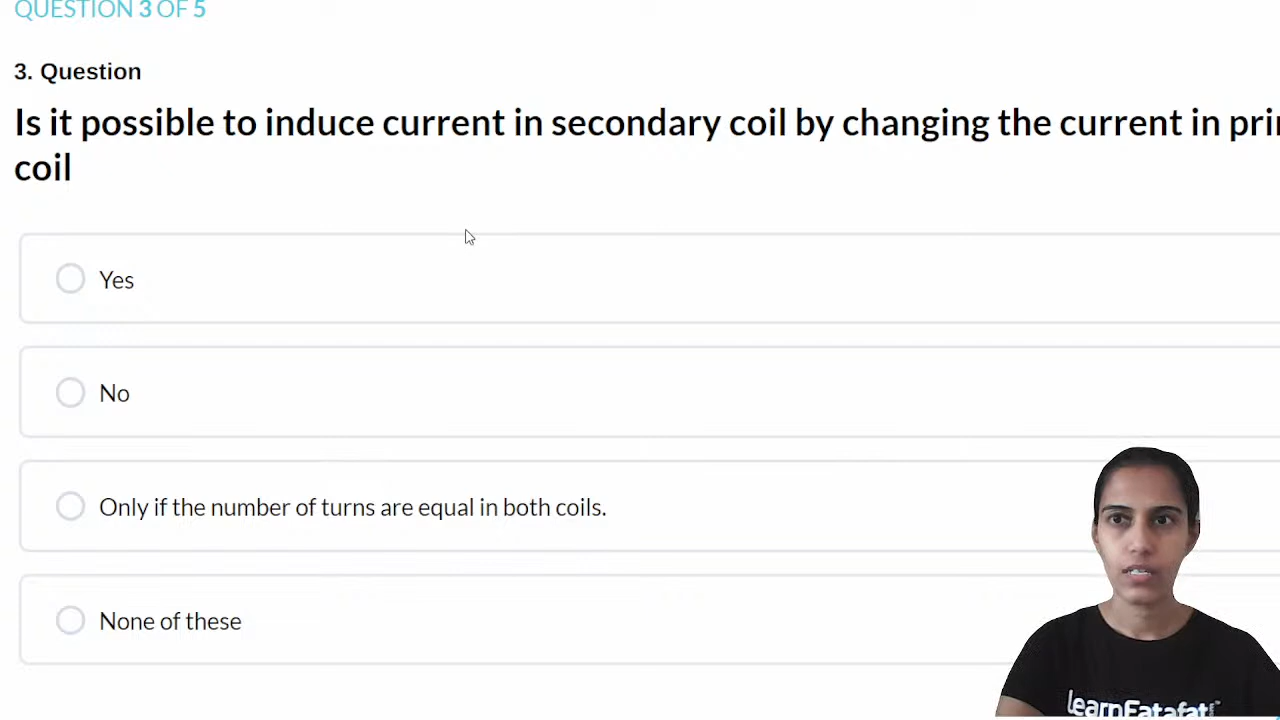 QUESTION 3 OF 5
3. Question
Is it possible to induce current in secondary coil by changing the current in
coil
Yes
No
Only if the number of turns are equal in both coils.
None of these
learnFatafat